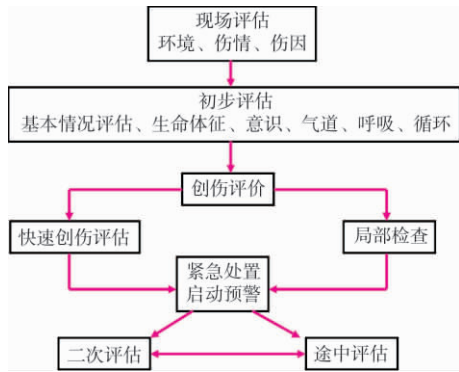 现场评估
环境、伤情、伤因
初步评估
基本情况评估、生命体征、意识、气道、呼吸、循环
创伤评价
快速创伤评估
局部检查
紧急处置
启动预警
二次评估
途中评估